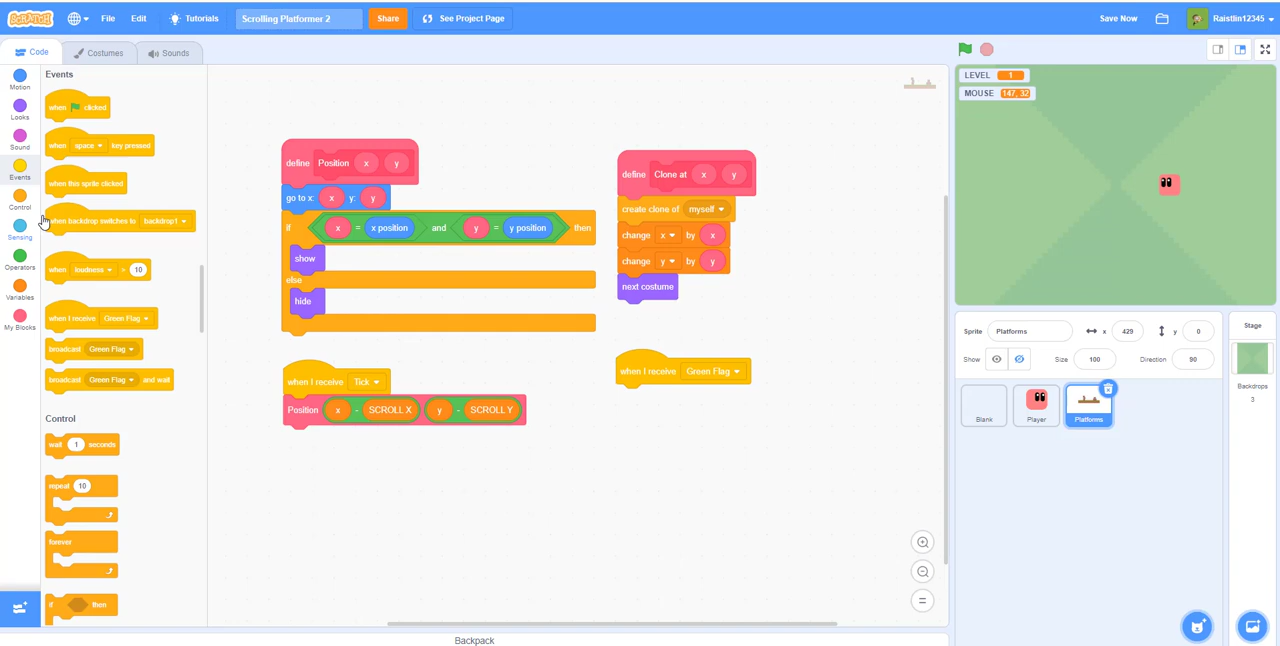 SCRATCH File Edit Tutorials Scrolling Platformer 2 Share See Project Page Save Now Raistlin12345
Code Costumes Sounds
Motion
Looks
Sound
Events
Control
Sensing
Operators
Variables
My Blocks
Events
when clicked
when space key pressed
when this sprite clicked
when backdrop switches to backdrop1
when loudness > 10
when I receive Green Flag
broadcast Green Flag
broadcast Green Flag and wait
Control
wait 1 seconds
repeat 10
forever
if then
define Position x y
go to x: x y: y
if x = x position and y = y position then
show
else
hide
when I receive Tick
Position x - SCROLL X y - SCROLL Y
define Clone at x y
create clone of myself
change x by x
change y by y
next costume
when I receive Green Flag
LEVEL 1
MOUSE 147, 32
Sprite Platforms x 429 y 0
Show Size 100 Direction 90
Blank Player Platforms
Stage
Backdrops
3
Backpack